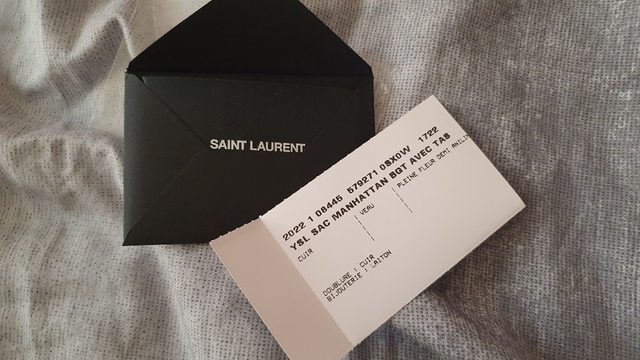 SAINT LAURENT
2022 1 08445 579271 0SX0W 1722
YSL SAC MANHATTAN BGT AVEC TAS
CUIR | VEAU | PLEINE FLEUR DEMI ANILIN
DOUBLURE : CUIR
BIJOUTERIE : LAITON